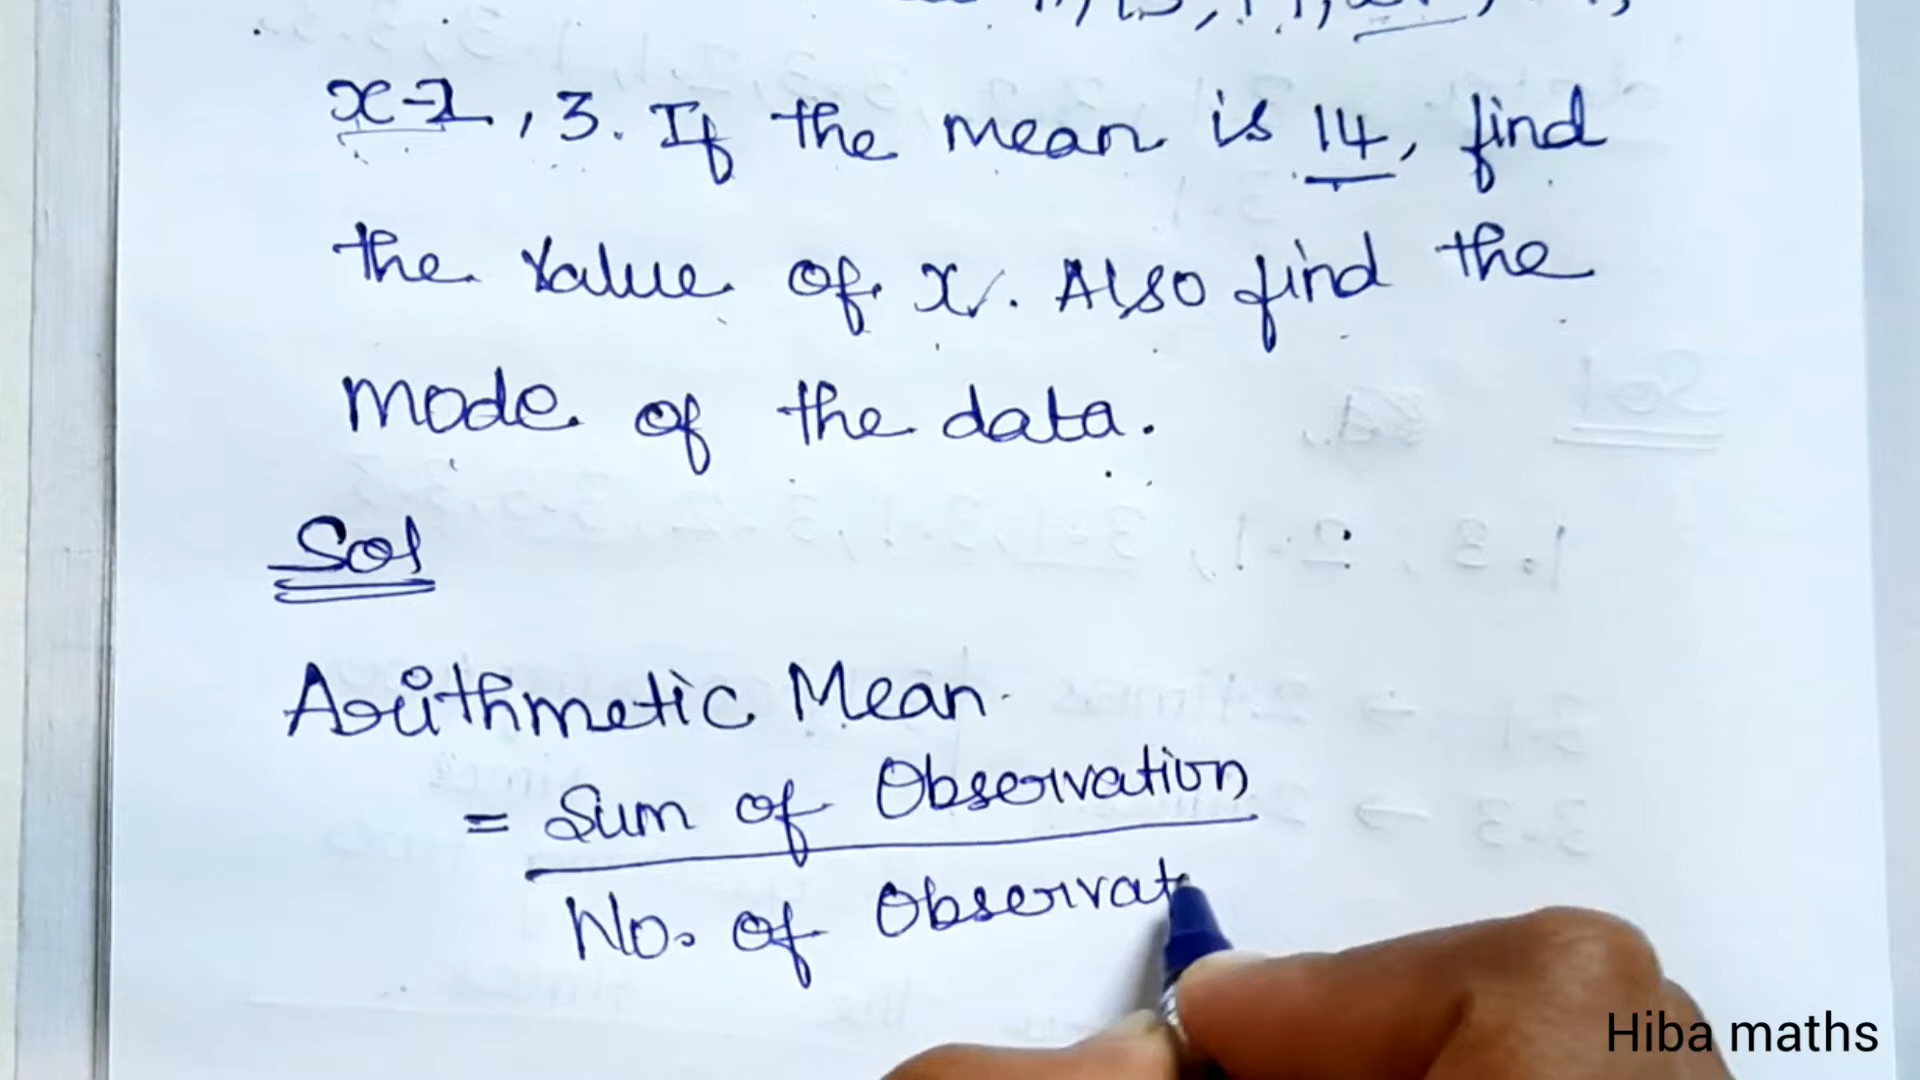 x-2, 3. If the mean is 14, find
the value of x. Also find the
mode of the data.
Sol
Arithmetic Mean
= Sum of Observation
No. of Observat
Hiba maths